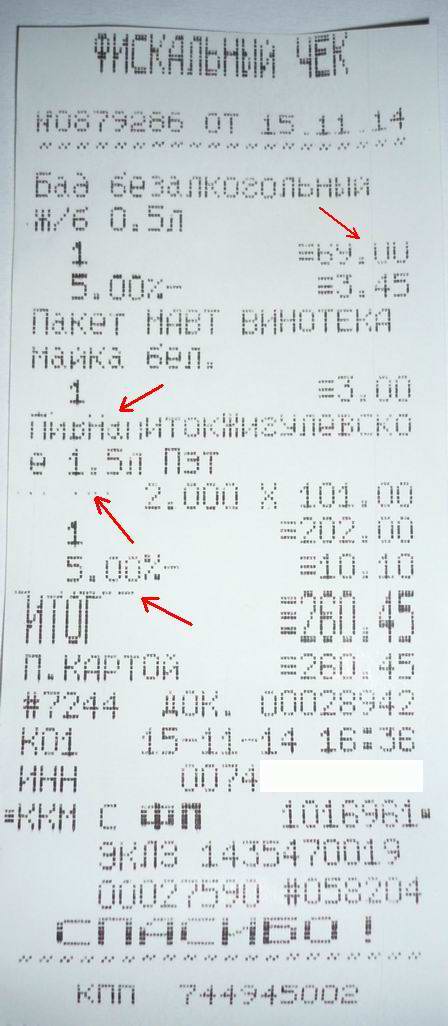 ФИСКАЛЬНЫЙ ЧЕК
№0879286 ОТ 15.11.14
Бад безалкогольный
ж/б 0.5л
1 =69.00
5.00%- =3.45
Пакет МАВТ ВИНОТЕКА
майка бел.
1 =3.00
ПивНапитокЖигулевско
е 1.5л Пэт
2.000 X 101.00
1 =202.00
5.00%- =10.10
ИТОГ =260.45
П.КАРТОЙ =260.45
#7244 ДОК. 00028942
К01 15-11-14 16:36
ИНН 0074
ККМ С ФП 1016961
ЭКЛЗ 1435470019
00027590 #058204
СПАСИБО!
КПП 744945002